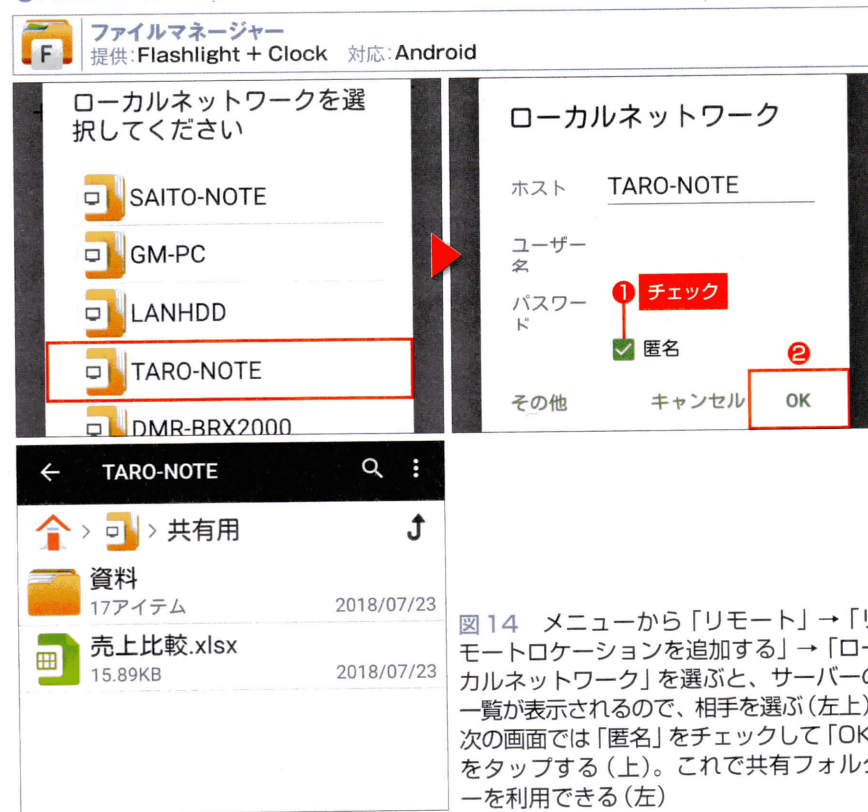 ファイルマネージャー
提供:Flashlight + Clock 対応:Android
F
ローカルネットワークを選
択してください
SAITO-NOTE
GM-PC
LANHDD
TARO-NOTE
DMR-BRX2000
ローカルネットワーク
ホスト TARO-NOTE
ユーザー
名
パスワー
ド
❶ チェック
匿名
❷
その他 キャンセル OK
← TARO-NOTE
> > 共有用
資料
17アイテム 2018/07/23
売上比較.xlsx
15.89KB 2018/07/23
図14 メニューから「リモート」→「リ
モートロケーションを追加する」→「ロー
カルネットワーク」を選ぶと、サーバーの
一覧が表示されるので、相手を選ぶ(左上)
次の画面では「匿名」をチェックして「OK
をタップする(上)。これで共有フォルダ
ーを利用できる(左)